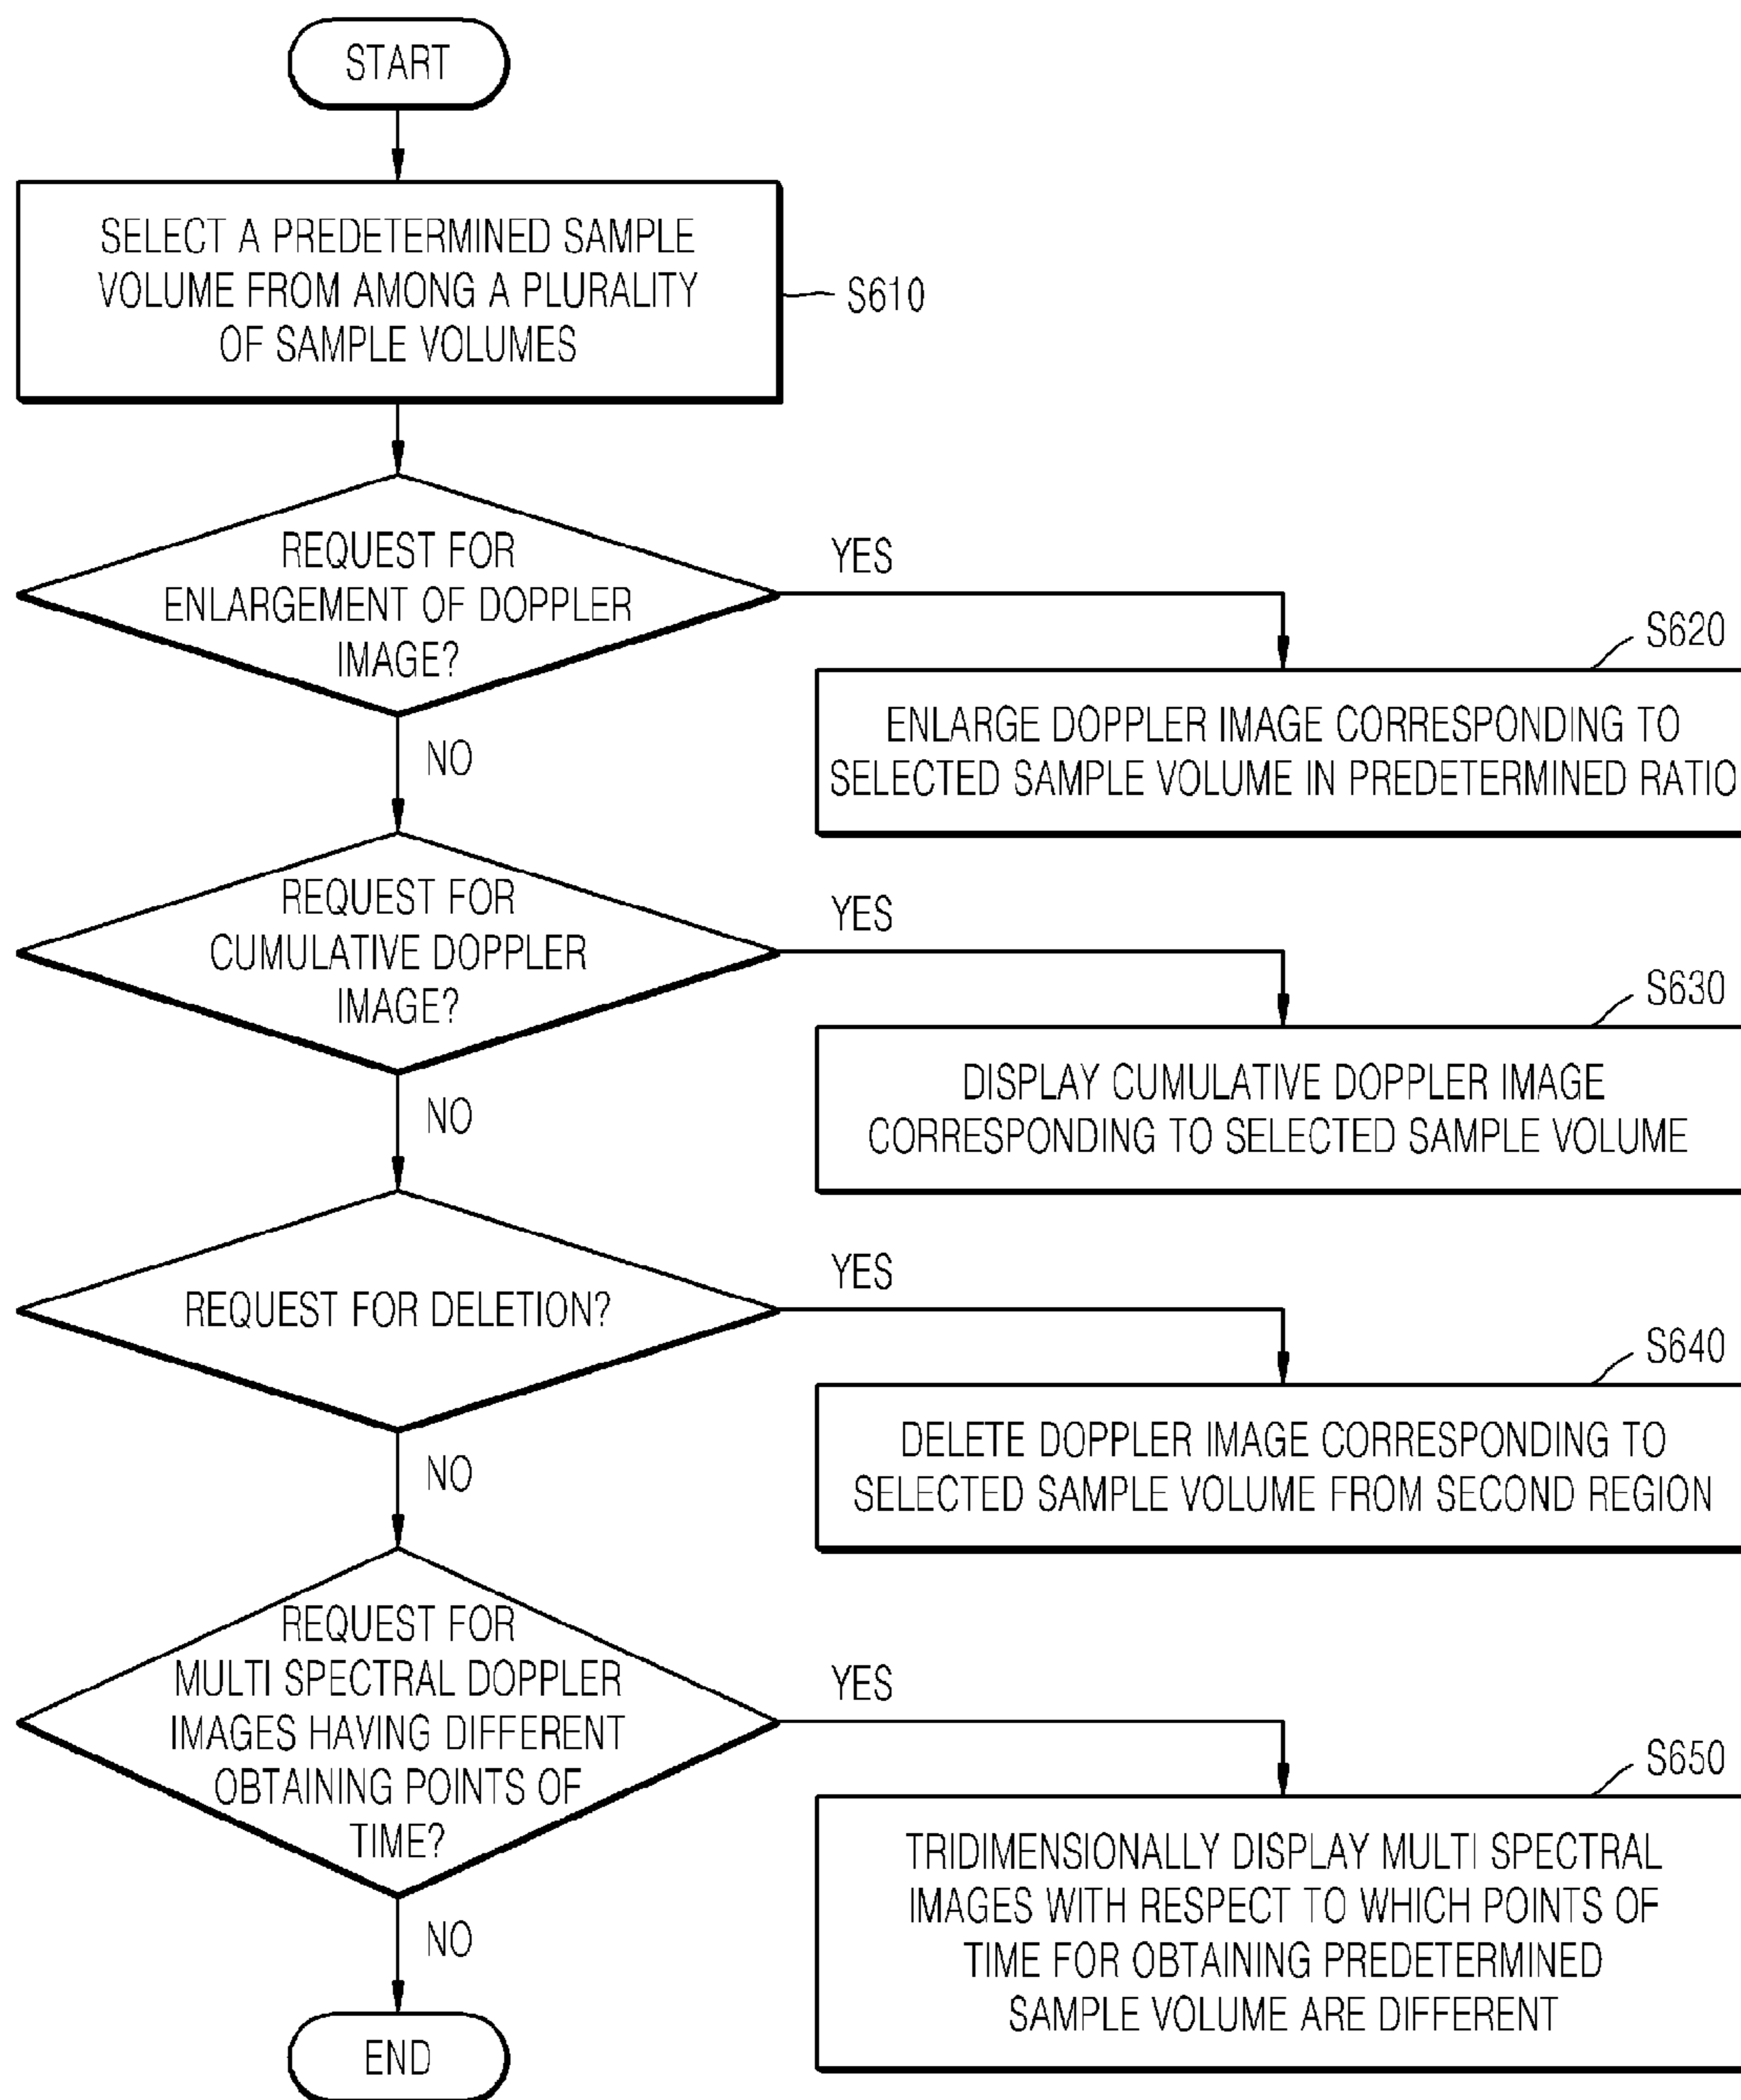 START
SELECT A PREDETERMINED SAMPLE
VOLUME FROM AMONG A PLURALITY
OF SAMPLE VOLUMES
S610
REQUEST FOR
ENLARGEMENT OF DOPPLER
IMAGE?
YES
S620
ENLARGE DOPPLER IMAGE CORRESPONDING TO
SELECTED SAMPLE VOLUME IN PREDETERMINED RATIO
NO
REQUEST FOR
CUMULATIVE DOPPLER
IMAGE?
YES
S630
DISPLAY CUMULATIVE DOPPLER IMAGE
CORRESPONDING TO SELECTED SAMPLE VOLUME
NO
REQUEST FOR DELETION?
YES
S640
DELETE DOPPLER IMAGE CORRESPONDING TO
SELECTED SAMPLE VOLUME FROM SECOND REGION
NO
REQUEST FOR
MULTI SPECTRAL DOPPLER
IMAGES HAVING DIFFERENT
OBTAINING POINTS OF
TIME?
YES
S650
TRIDIMENSIONALLY DISPLAY MULTI SPECTRAL
IMAGES WITH RESPECT TO WHICH POINTS OF
TIME FOR OBTAINING PREDETERMINED
SAMPLE VOLUME ARE DIFFERENT
NO
END